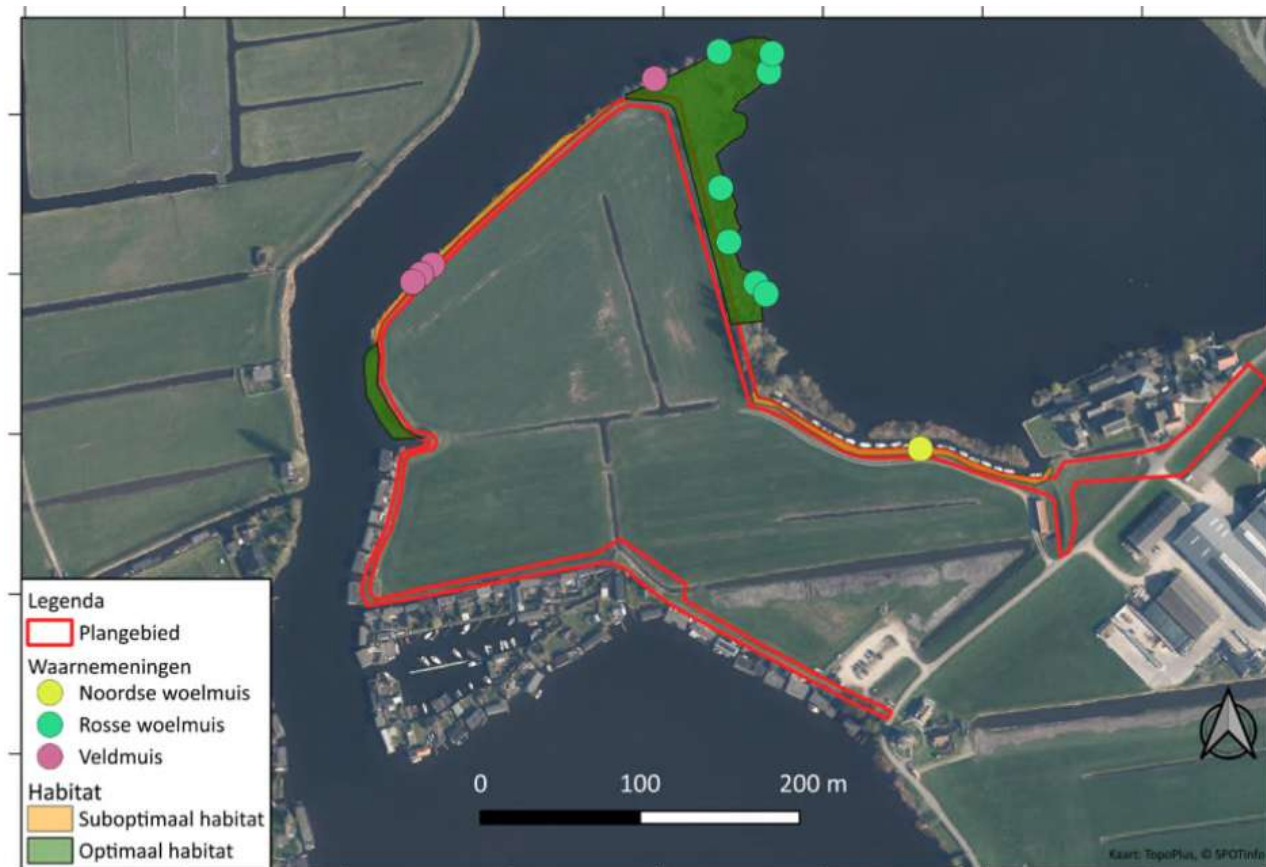 Legenda
Plangebied
Waarnemeningen
Noordse woelmuis
Rosse woelmuis
Veldmuis
Habitat
Suboptimaal habitat
Optimaal habitat
0 100 200 m
Kaart: TopoPlus, © SPOTinfo